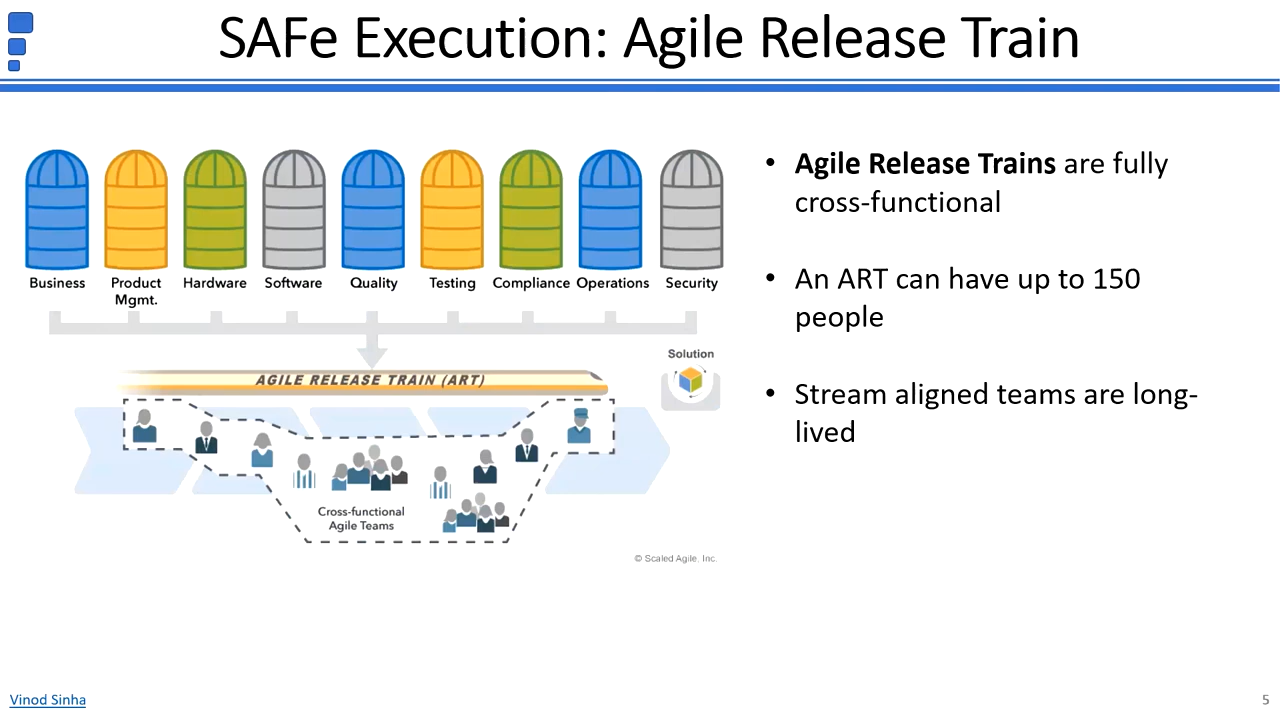 SAFe Execution: Agile Release Train
Business
Product
Mgmt.
Hardware
Software
Quality
Testing
Compliance
Operations
Security
Solution
AGILE RELEASE TRAIN (ART)
Cross-functional
Agile Teams
© Scaled Agile, Inc.
• Agile Release Trains are fully
cross-functional
• An ART can have up to 150
people
• Stream aligned teams are long-
lived
Vinod Sinha
5